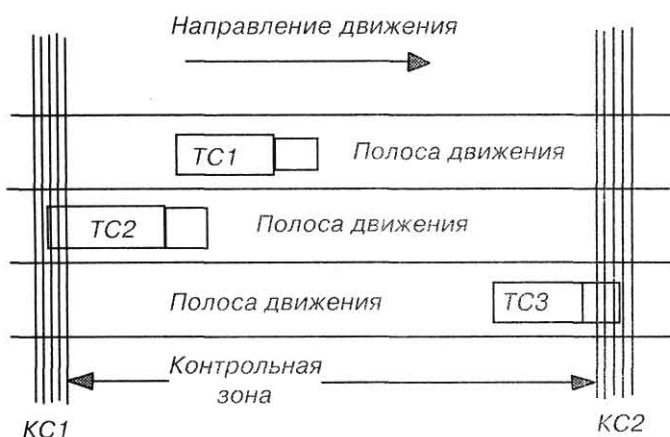 Направление движения
ТС1 Полоса движения
ТС2 Полоса движения
Полоса движения ТС3
Контрольная
зона
КС1
КС2